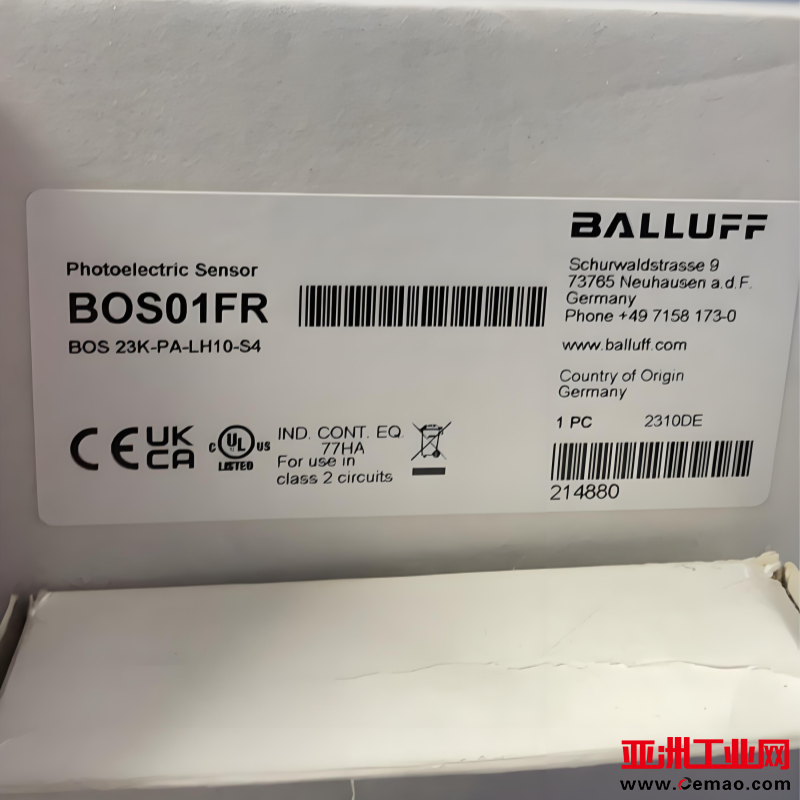 BALLUFF
Photoelectric Sensor
BOS01FR
BOS 23K-PA-LH10-S4
Schurwaldstrasse 9
73765 Neuhausen a.d.F.
Germany
Phone +49 7158 173-0
www.balluff.com
Country of Origin
Germany
1 PC 2310DE
214880
CE
UK
CA
C UL US
LISTED
IND. CONT. EQ.
77HA
For use in
class 2 circuits
亚洲工业网
www.Cemao.com